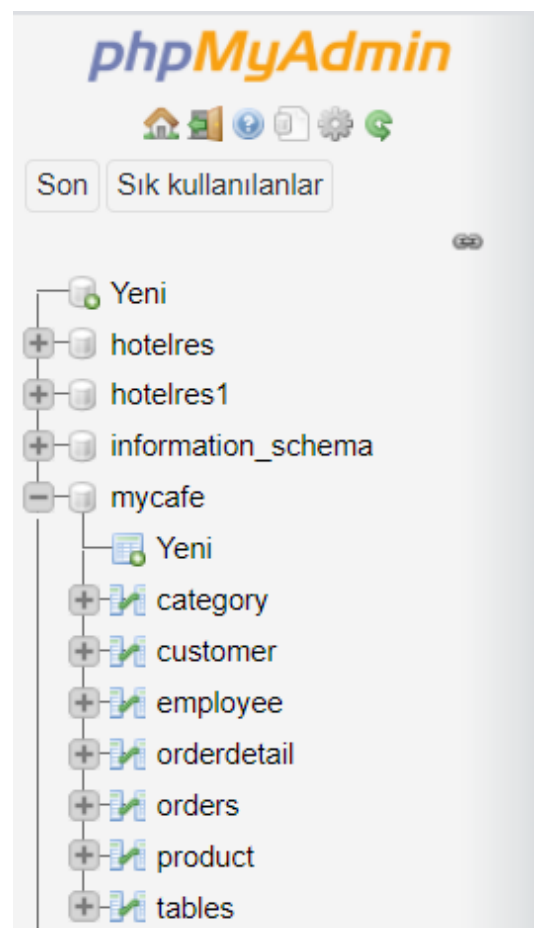 phpMyAdmin
Son Sık kullanılanlar
Yeni
hotelres
hotelres1
information_schema
mycafe
Yeni
category
customer
employee
orderdetail
orders
product
tables